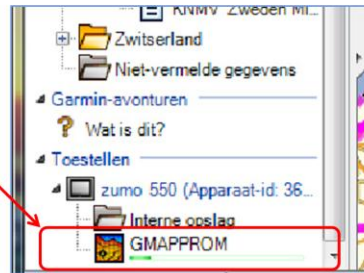 KNMV Zweden Mi...
Zwitserland
Niet-vermelde gegevens
Garmin-avonturen
Wat is dit?
Toestellen
zumo 550 (Apparaat-id: 36...
Interne opslag
GMAPPROM